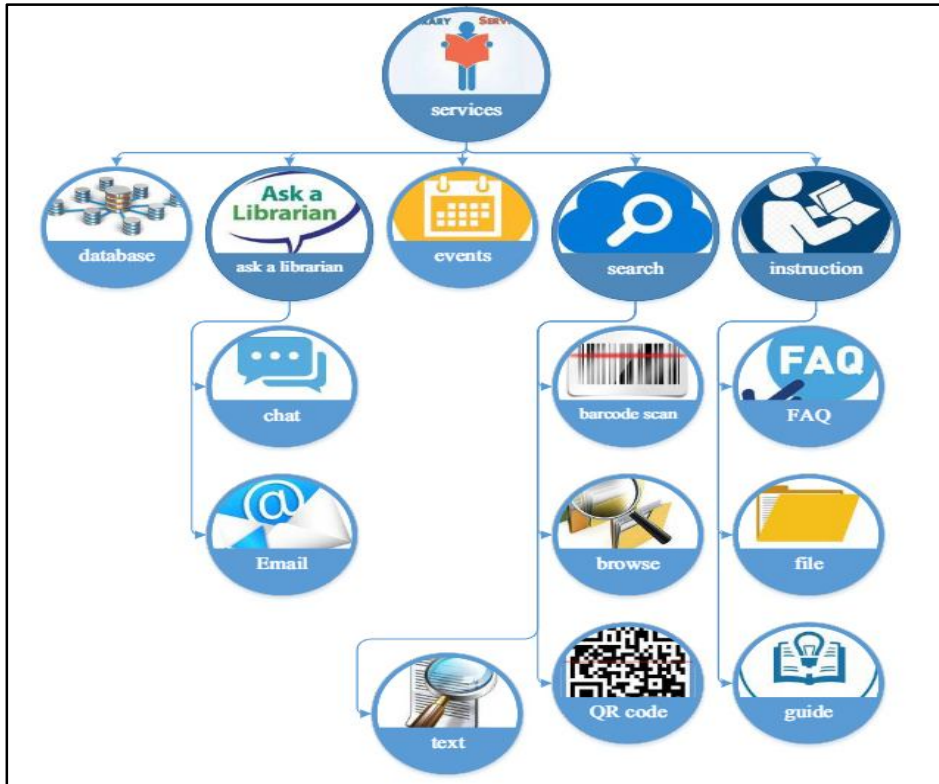 services
Ask a
Librarian
database
ask a librarian
events
search
instruction
FAQ
chat
barcode scan
FAQ
@
Email
browse
file
text
QR code
guide